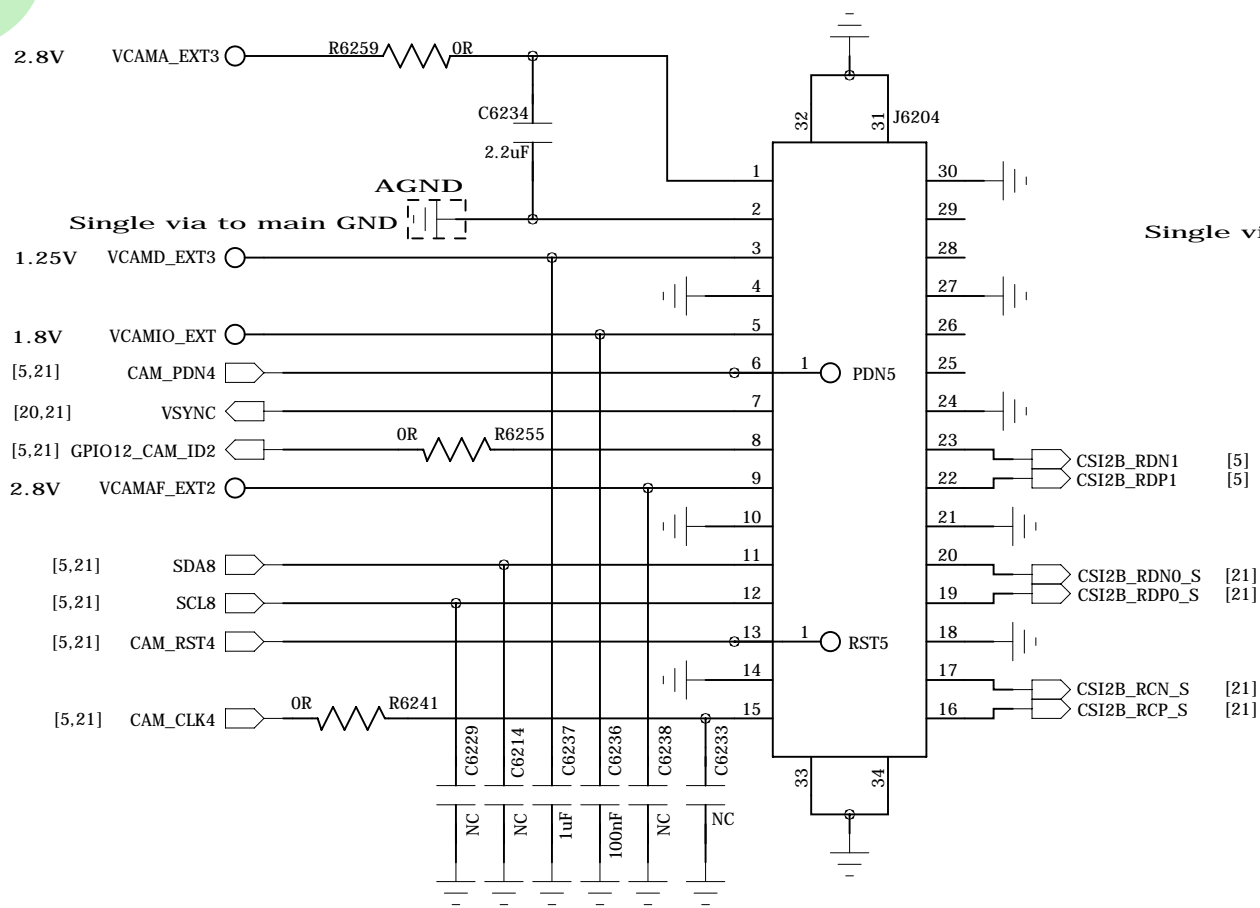 2.8V VCAMA_EXT3 R6259 0R
C6234
2.2uF
AGND
Single via to main GND
1.25V VCAMD_EXT3
1.8V VCAMIO_EXT
[5,21] CAM_PDN4
[20,21] VSYNC
[5,21] GPIO12_CAM_ID2 0R R6255
2.8V VCAMAF_EXT2
[5,21] SDA8
[5,21] SCL8
[5,21] CAM_RST4
[5,21] CAM_CLK4 0R R6241
C6229 NC
C6214 NC
C6237 1uF
C6236 100nF
C6238 NC
C6233 NC
32 31 J6204
1 30
2 29
3 28
4 27
5 26
6 1 PDN5 25
7 24
8 23
9 22
10 21
11 20
12 19
13 1 RST5 18
14 17
15 16
33 34
Single vi
CSI2B_RDN1 [5]
CSI2B_RDP1 [5]
CSI2B_RDN0_S [21]
CSI2B_RDP0_S [21]
CSI2B_RCN_S [21]
CSI2B_RCP_S [21]